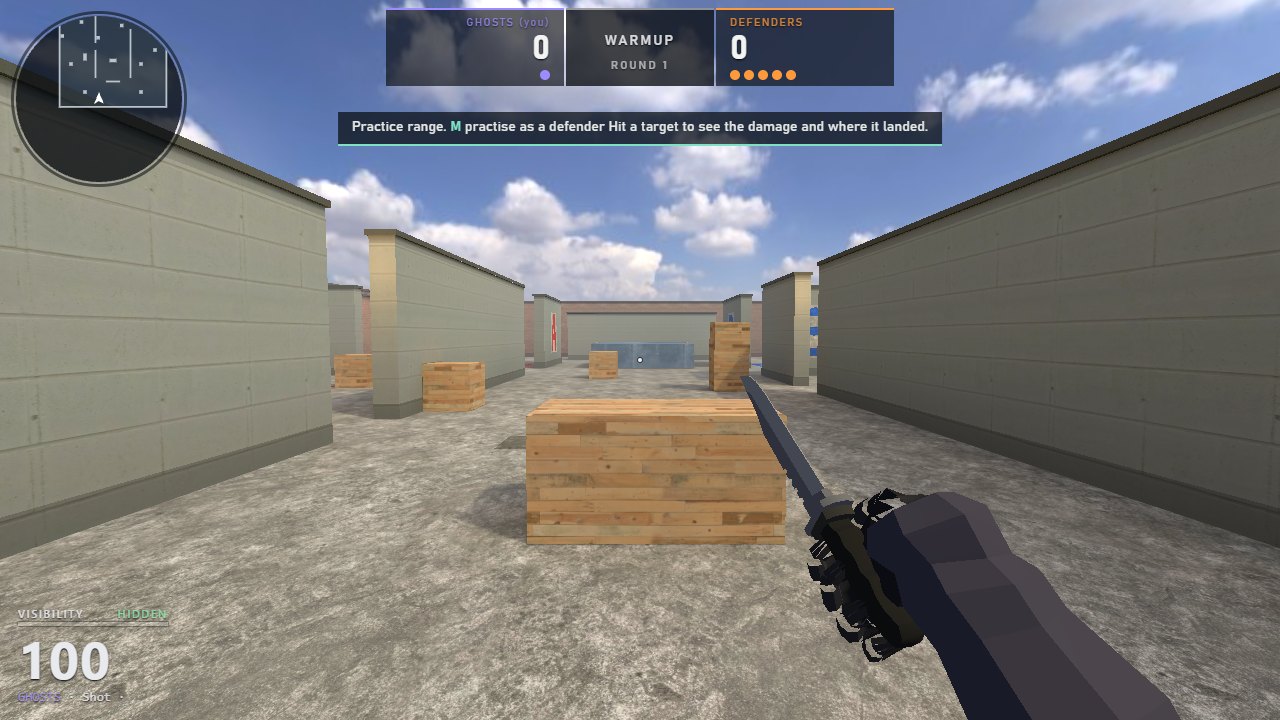 GHOSTS (you)
0
WARMUP
ROUND 1
DEFENDERS
0
Practice range. M practise as a defender Hit a target to see the damage and where it landed.
VISIBILITY HIDDEN
100
GHOSTS · Shot ·